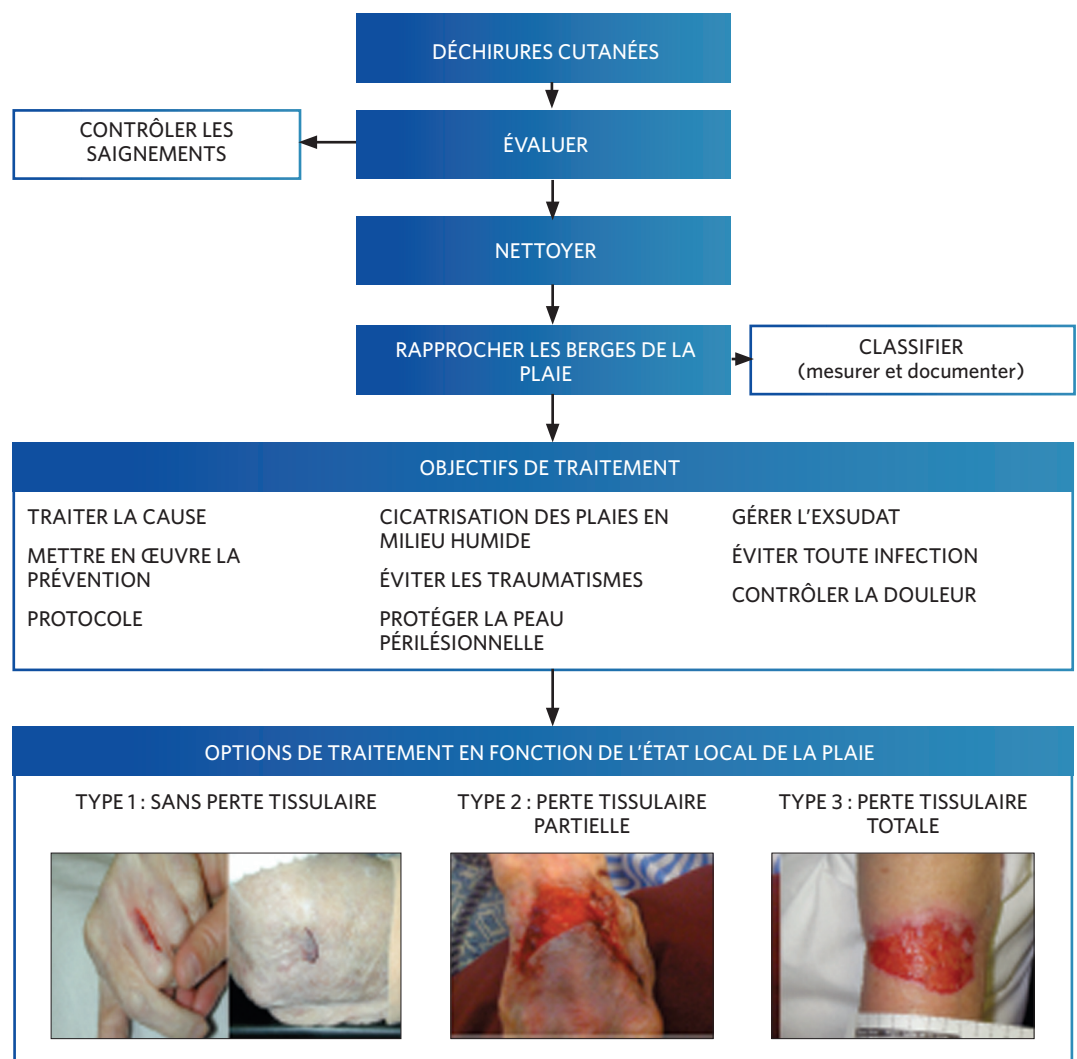 DÉCHIRURES CUTANÉES
CONTRÔLER LES
SAIGNEMENTS
ÉVALUER
NETTOYER
RAPPROCHER LES BERGES DE LA
PLAIE
CLASSIFIER
(mesurer et documenter)
OBJECTIFS DE TRAITEMENT
TRAITER LA CAUSE
METTRE EN ŒUVRE LA
PRÉVENTION
PROTOCOLE
CICATRISATION DES PLAIES EN
MILIEU HUMIDE
ÉVITER LES TRAUMATISMES
PROTÉGER LA PEAU
PÉRILÉSIONNELLE
GÉRER L’EXSUDAT
ÉVITER TOUTE INFECTION
CONTRÔLER LA DOULEUR
OPTIONS DE TRAITEMENT EN FONCTION DE L’ÉTAT LOCAL DE LA PLAIE
TYPE 1 : SANS PERTE TISSULAIRE
TYPE 2 : PERTE TISSULAIRE
PARTIELLE
TYPE 3 : PERTE TISSULAIRE
TOTALE